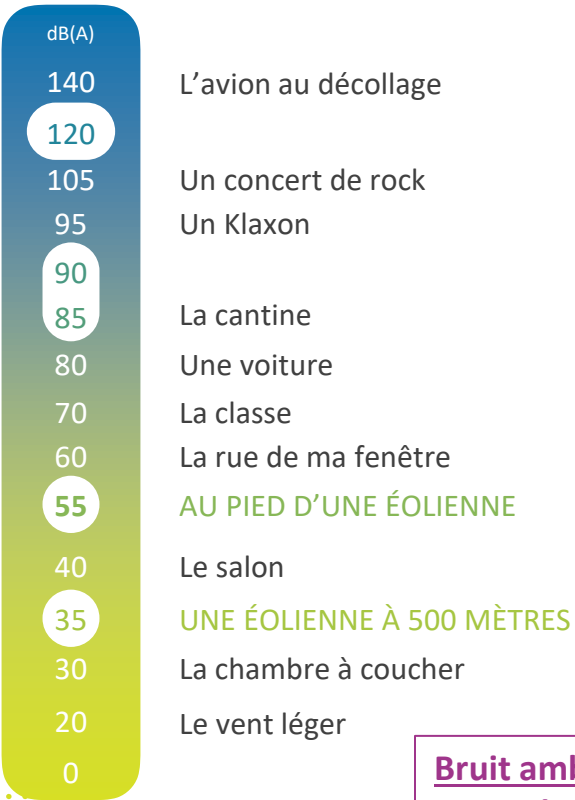 dB(A)
140 L’avion au décollage
120
105 Un concert de rock
95 Un Klaxon
90
85 La cantine
80 Une voiture
70 La classe
60 La rue de ma fenêtre
55 AU PIED D’UNE ÉOLIENNE
40 Le salon
35 UNE ÉOLIENNE À 500 MÈTRES
30 La chambre à coucher
20 Le vent léger
0
Bruit